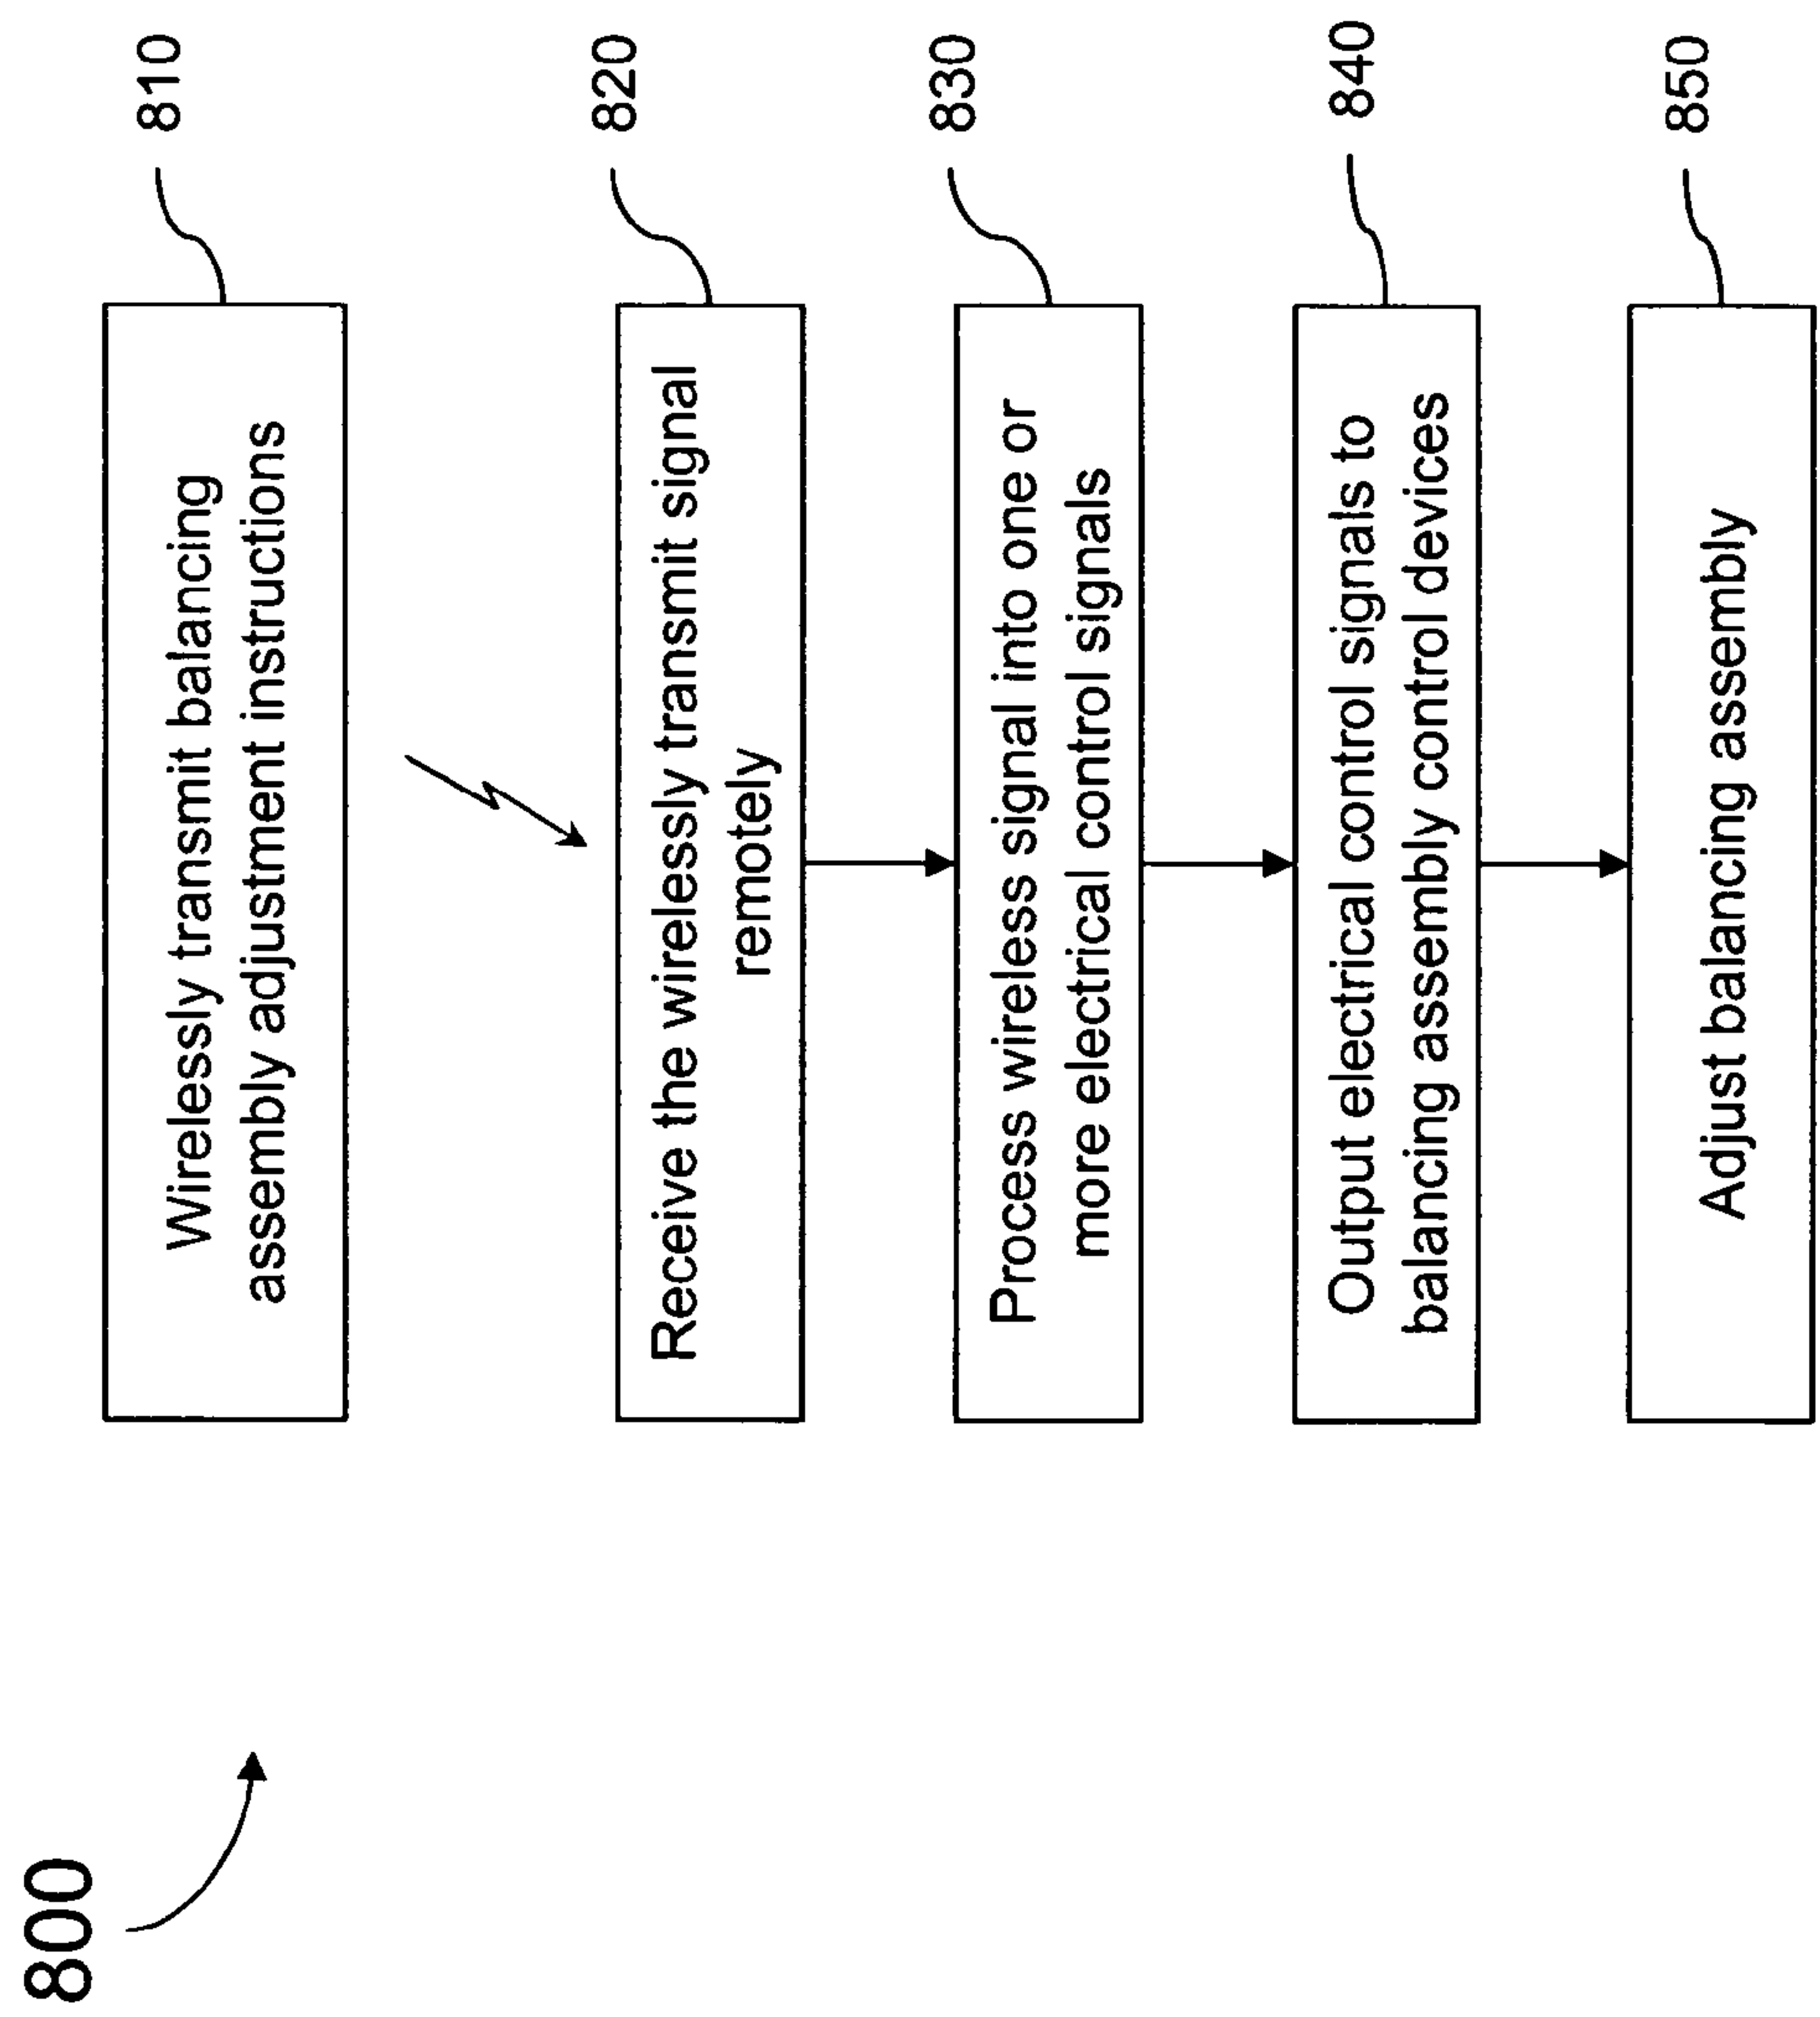 800
Wirelessly transmit balancing
assembly adjustment instructions
810
Receive the wirelessly transmit signal
remotely
820
Process wireless signal into one or
more electrical control signals
830
Output electrical control signals to
balancing assembly control devices
840
Adjust balancing assembly
850